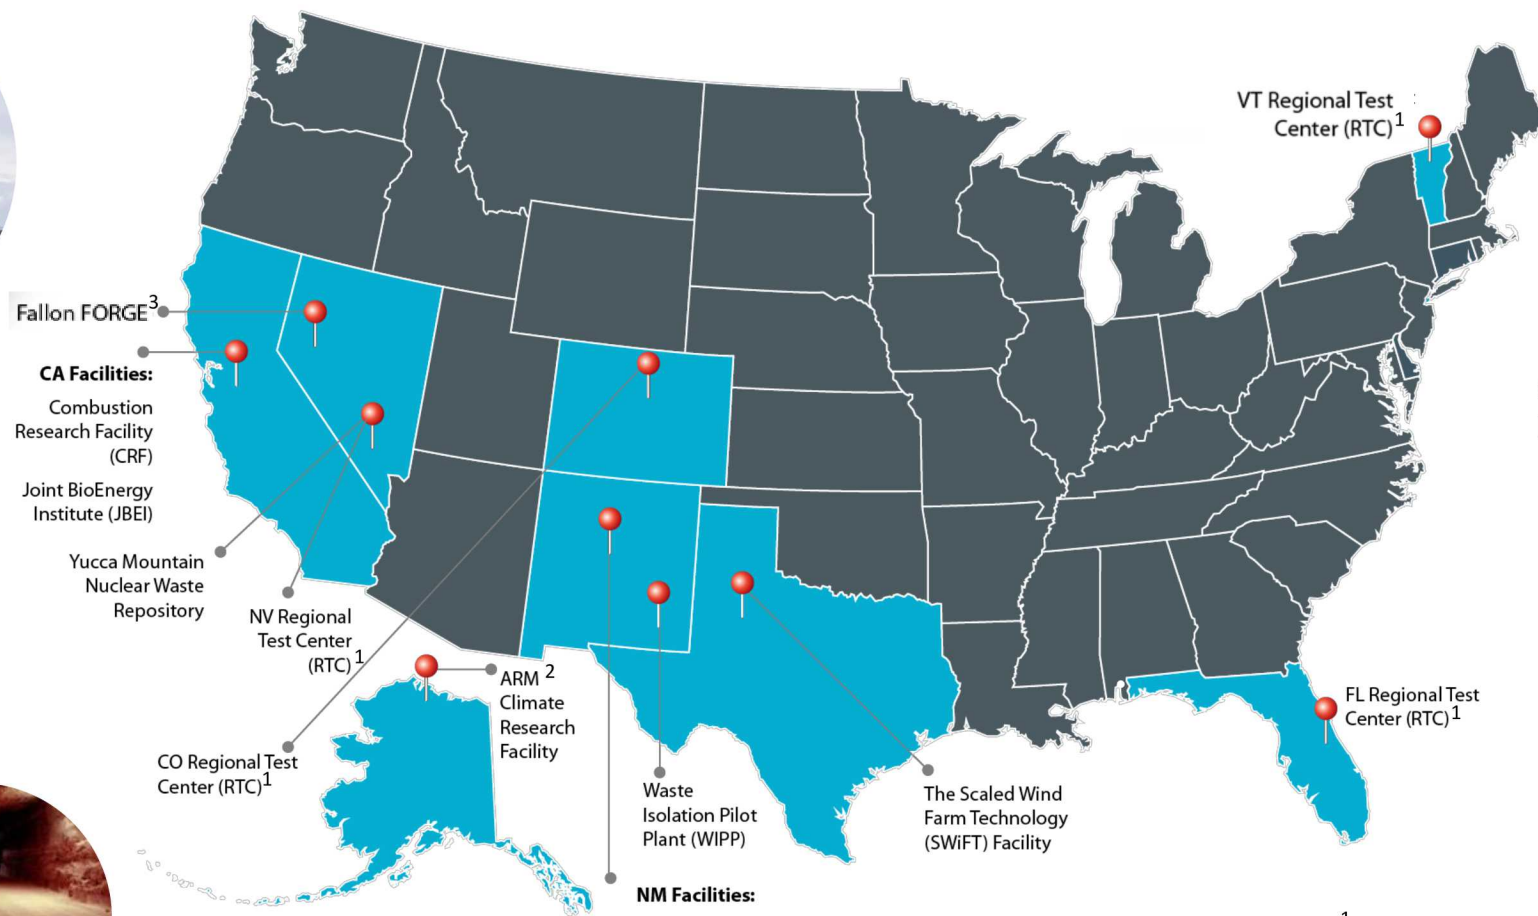 VT Regional Test
Center (RTC)1
Fallon FORGE3
CA Facilities:
Combustion
Research Facility
(CRF)
Joint BioEnergy
Institute (JBEI)
Yucca Mountain
Nuclear Waste
Repository
NV Regional
Test Center
(RTC)1
CO Regional Test
Center (RTC)1
ARM2
Climate
Research
Facility
Waste
Isolation Pilot
Plant (WIPP)
NM Facilities:
The Scaled Wind
Farm Technology
(SWiFT) Facility
FL Regional Test
Center (RTC)1
1